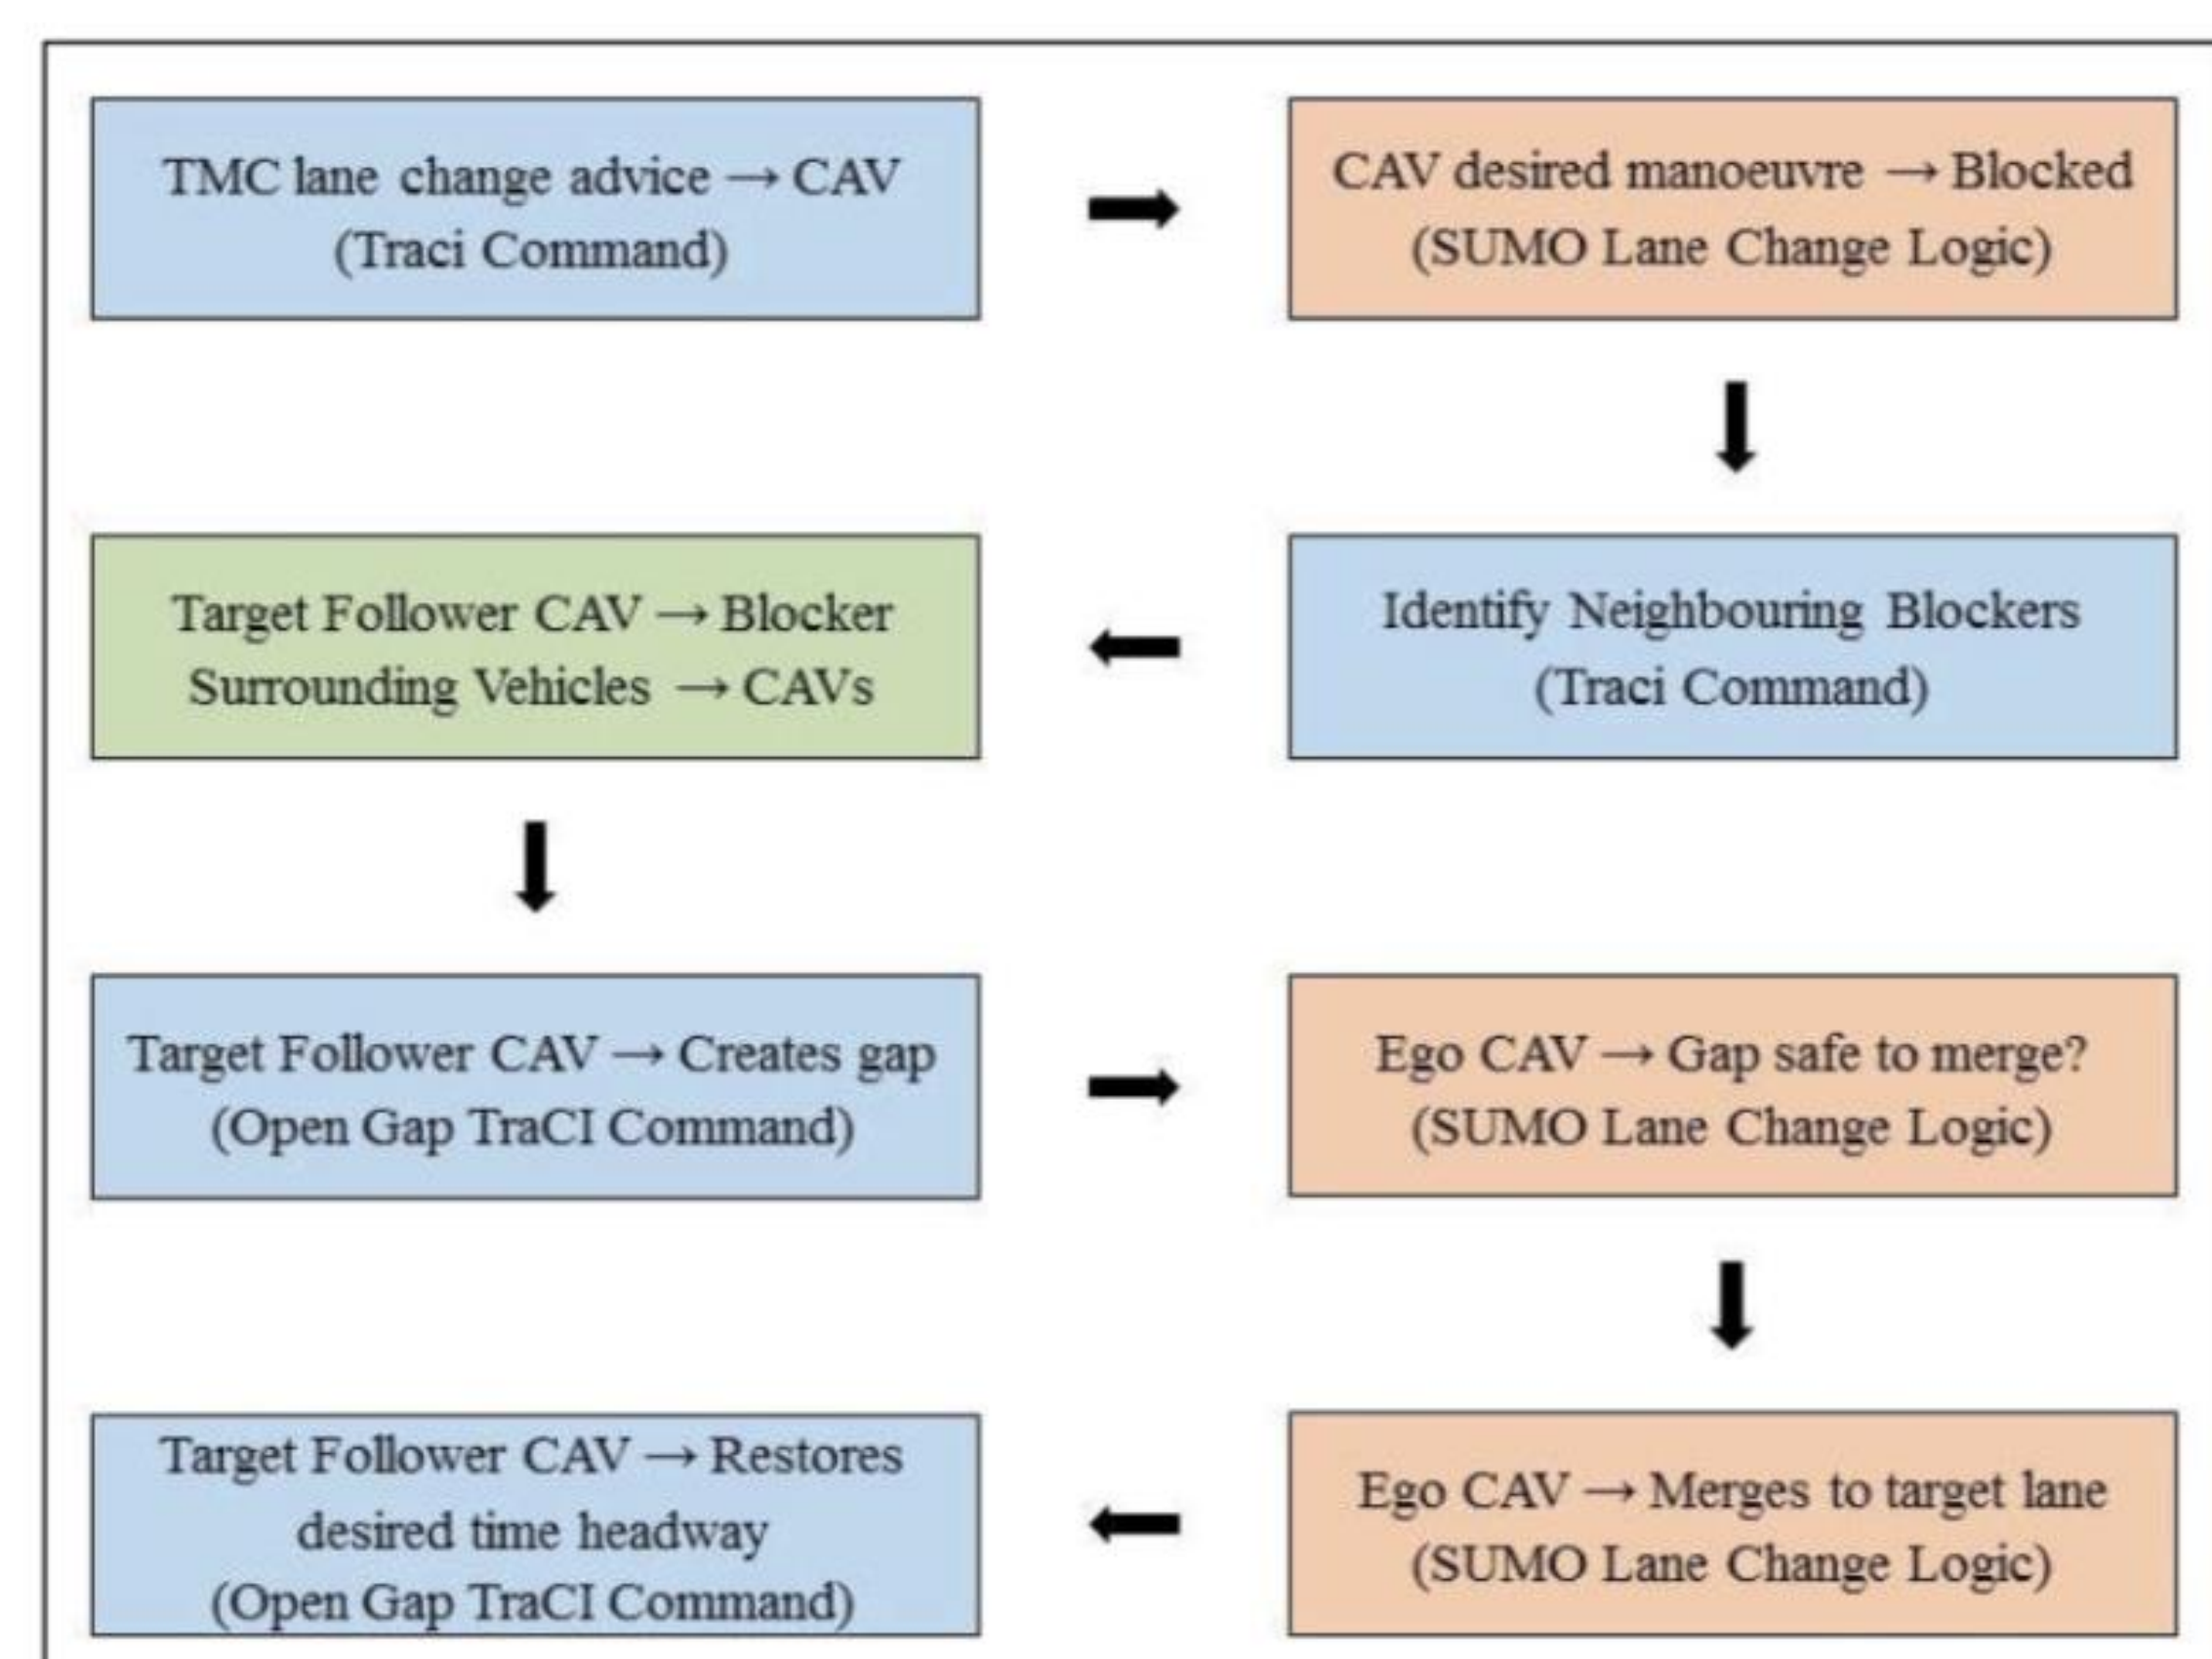 TMC lane change advice → CAV
(Traci Command)
CAV desired manoeuvre → Blocked
(SUMO Lane Change Logic)
Target Follower CAV → Blocker
Surrounding Vehicles → CAVs
Identify Neighbouring Blockers
(Traci Command)
Target Follower CAV → Creates gap
(Open Gap TraCI Command)
Ego CAV → Gap safe to merge?
(SUMO Lane Change Logic)
Target Follower CAV → Restores
desired time headway
(Open Gap TraCI Command)
Ego CAV → Merges to target lane
(SUMO Lane Change Logic)